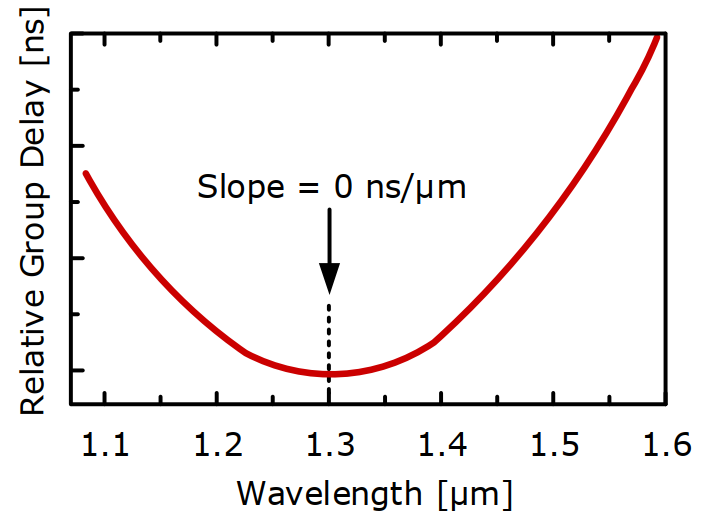 Relative Group Delay [ns]
Slope = 0 ns/μm
1.1 1.2 1.3 1.4 1.5 1.6
Wavelength [μm]